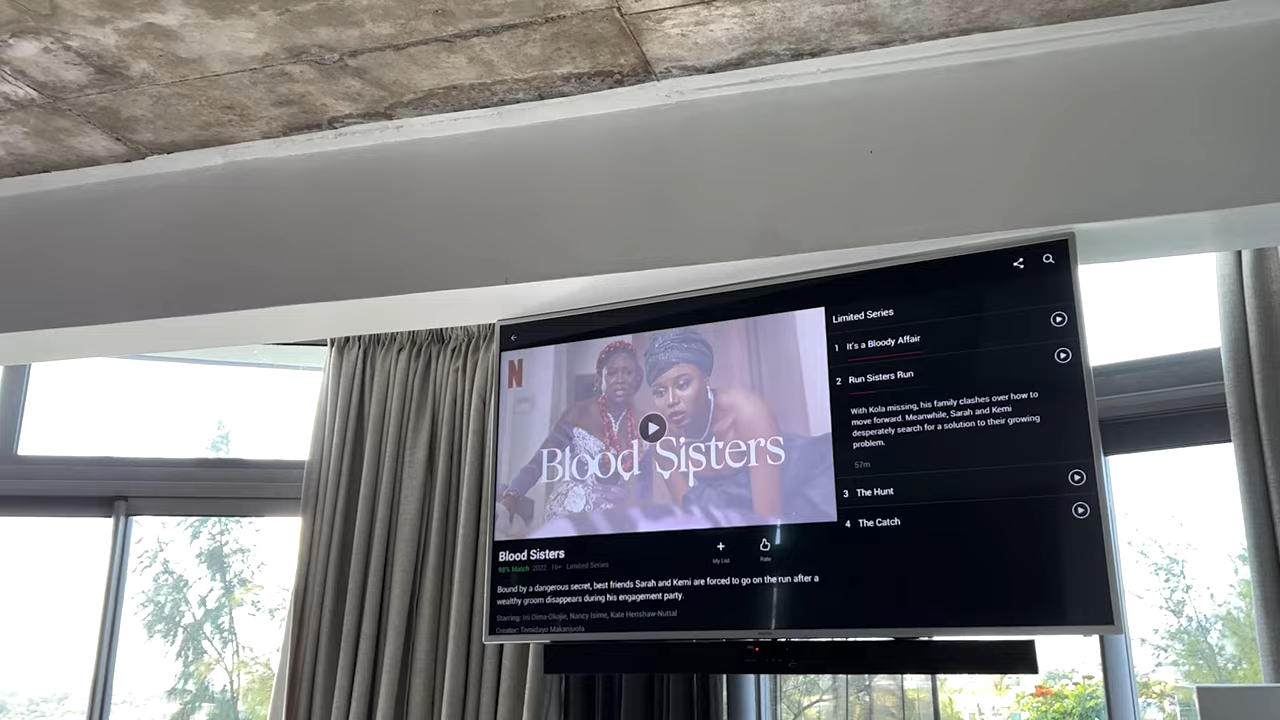 N
Blood Sisters
Blood Sisters
98% Match 2022 16+ Limited Series
My List
Rate
Bound by a dangerous secret, best friends Sarah and Kemi are forced to go on the run after a
wealthy groom disappears during his engagement party.
Starring: Ini Dima-Okojie, Nancy Isime, Kate Henshaw-Nuttal
Creator: Temidayo Makanjuola
Limited Series
1 It's a Bloody Affair
2 Run Sisters Run
With Kola missing, his family clashes over how to
move forward. Meanwhile, Sarah and Kemi
desperately search for a solution to their growing
problem.
57m
3 The Hunt
4 The Catch